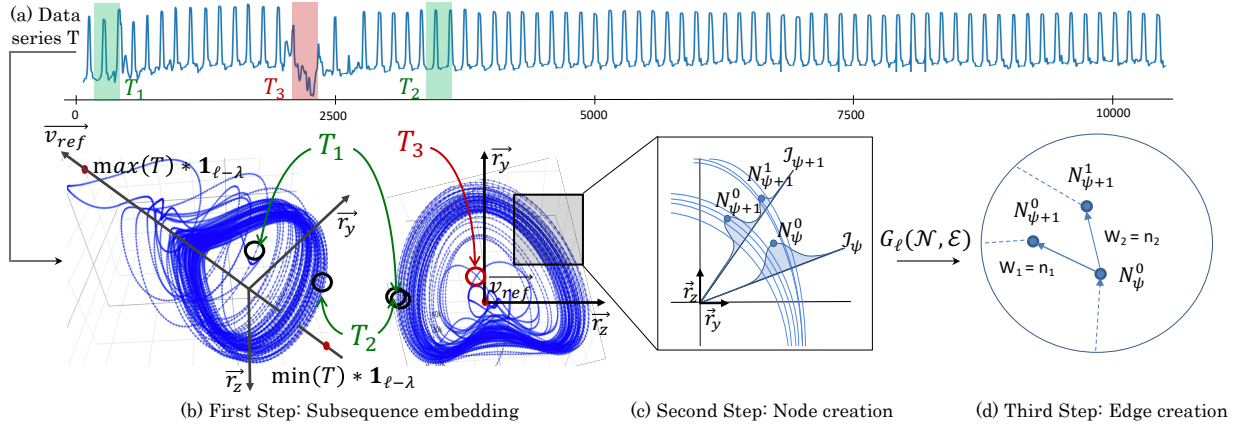 (a) Data
series T
T₁
T₃
T₂
0
2500
5000
7500
10000
v_ref
max(T) ∗ 𝟏ℓ−λ
T₁
T₃
r_y
r_y
v_ref
T₂
r_z
r_z
min(T) ∗ 𝟏ℓ−λ
N¹ψ+1
ℐψ+1
N⁰ψ+1
N⁰ψ
ℐψ
r_z
r_y
G_ℓ(𝒩, ℰ)
N¹ψ+1
N⁰ψ+1
W₂ = n₂
W₁ = n₁
N⁰ψ
(b) First Step: Subsequence embedding
(c) Second Step: Node creation
(d) Third Step: Edge creation